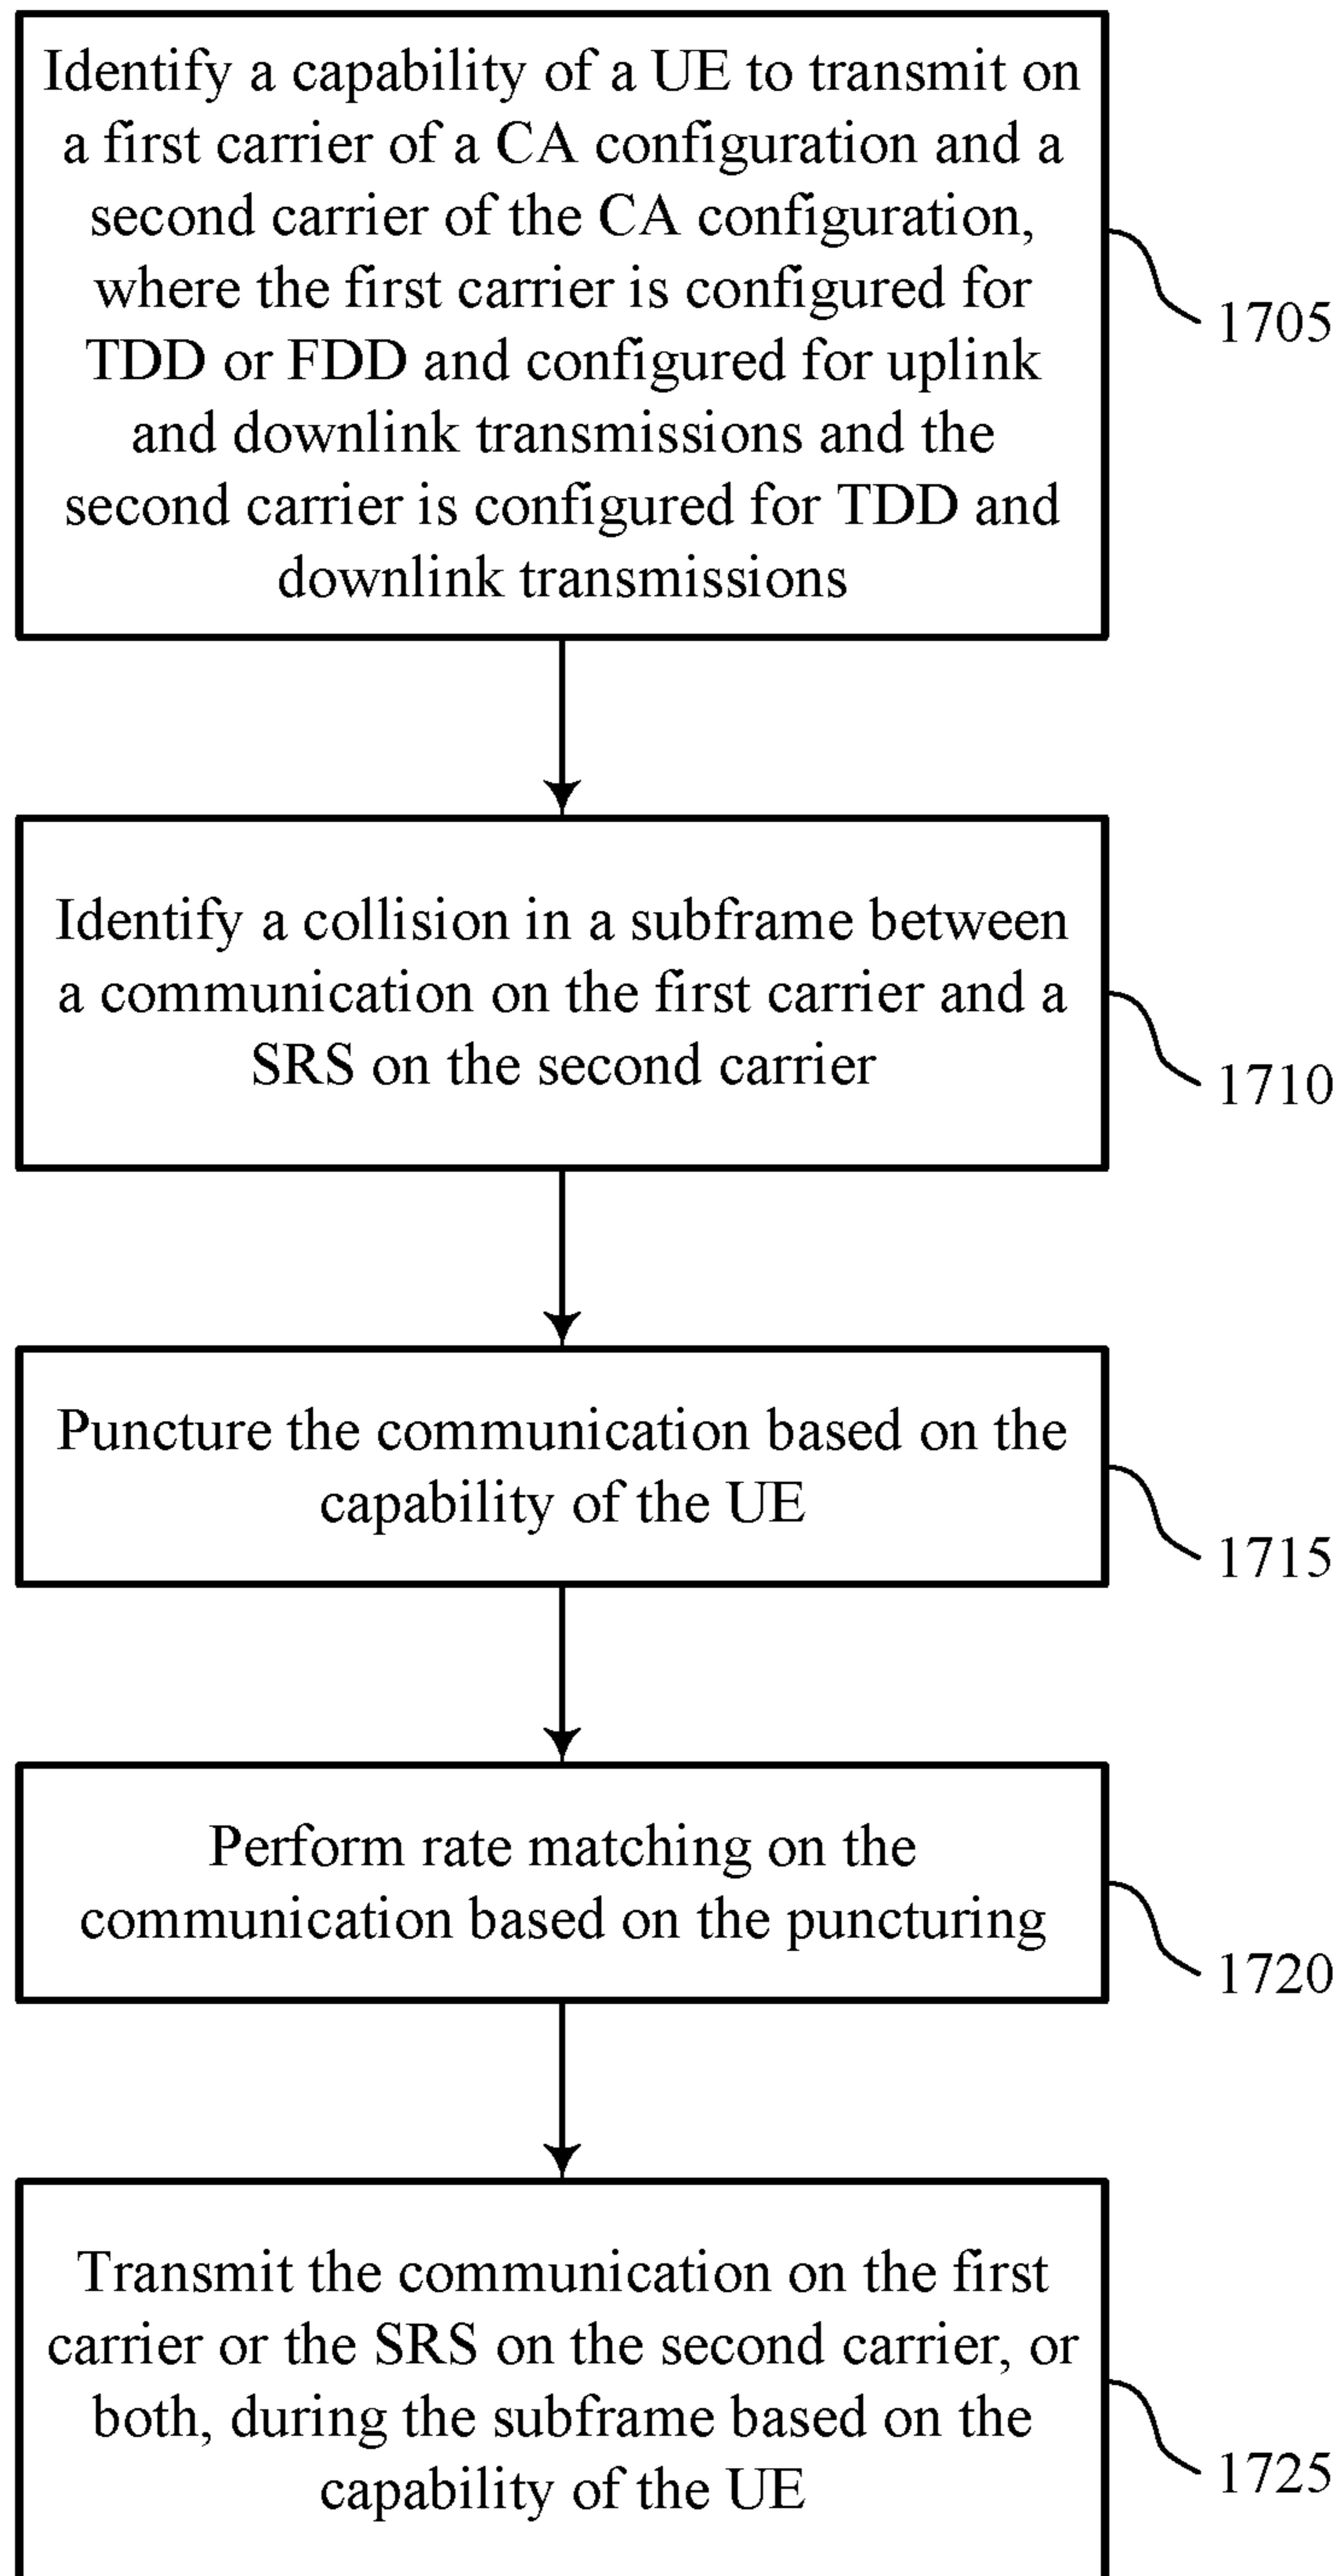 Identify a capability of a UE to transmit on
a first carrier of a CA configuration and a
second carrier of the CA configuration,
where the first carrier is configured for
TDD or FDD and configured for uplink
and downlink transmissions and the
second carrier is configured for TDD and
downlink transmissions
1705
Identify a collision in a subframe between
a communication on the first carrier and a
SRS on the second carrier
1710
Puncture the communication based on the
capability of the UE
1715
Perform rate matching on the
communication based on the puncturing
1720
Transmit the communication on the first
carrier or the SRS on the second carrier, or
both, during the subframe based on the
capability of the UE
1725